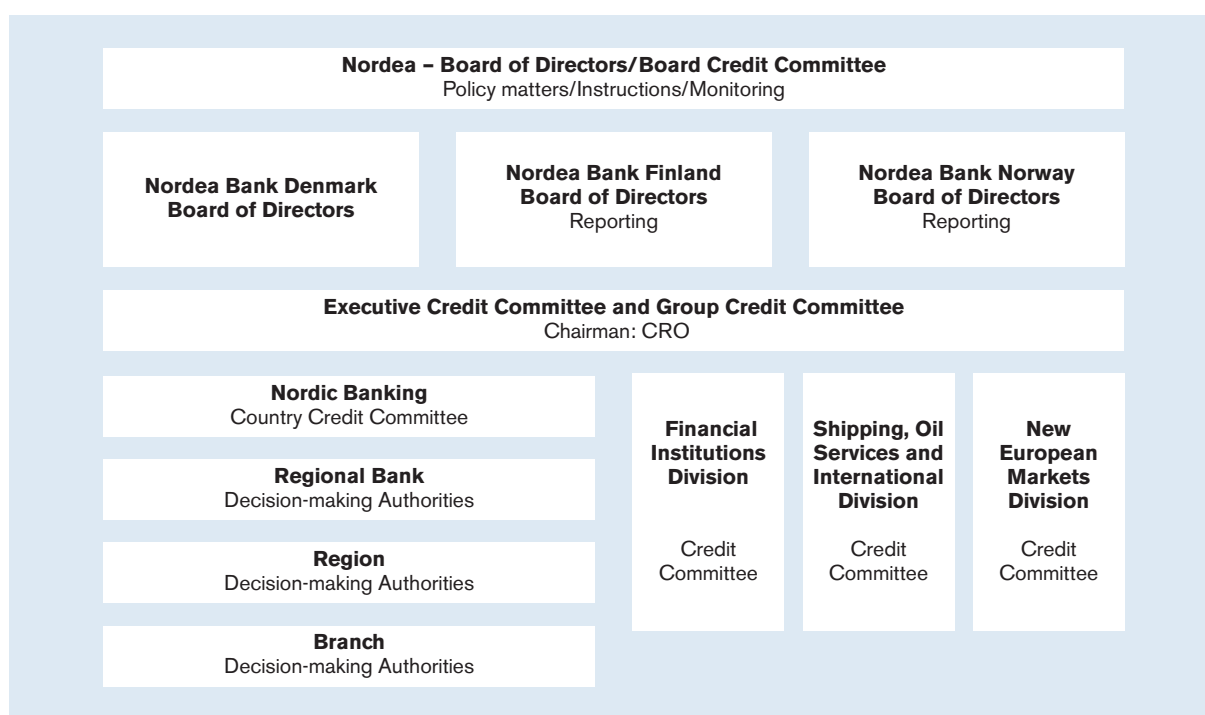 Nordea – Board of Directors/Board Credit Committee
Policy matters/Instructions/Monitoring
Nordea Bank Denmark
Board of Directors
Nordea Bank Finland
Board of Directors
Reporting
Nordea Bank Norway
Board of Directors
Reporting
Executive Credit Committee and Group Credit Committee
Chairman: CRO
Nordic Banking
Country Credit Committee
Regional Bank
Decision-making Authorities
Region
Decision-making Authorities
Branch
Decision-making Authorities
Financial
Institutions
Division
Credit
Committee
Shipping, Oil
Services and
International
Division
Credit
Committee
New
European
Markets
Division
Credit
Committee